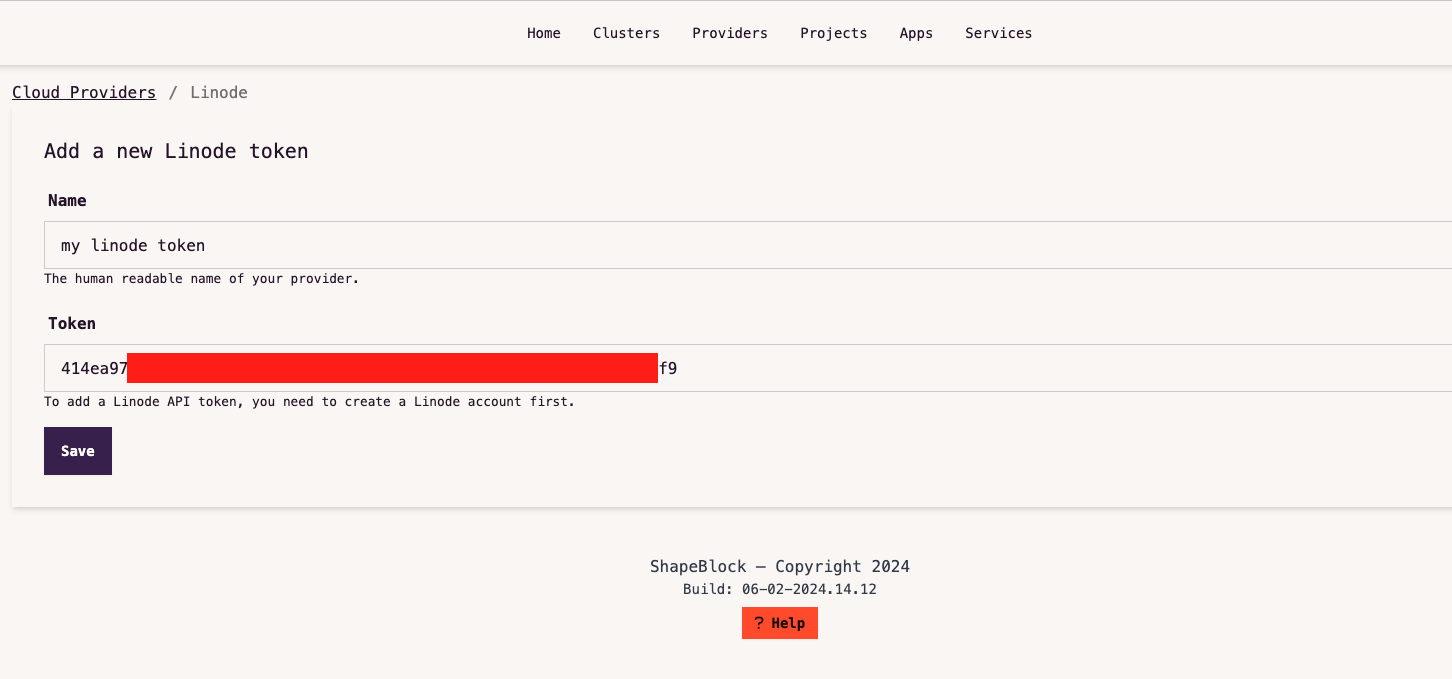 Home Clusters Providers Projects Apps Services
Cloud Providers / Linode
Add a new Linode token
Name
my linode token
The human readable name of your provider.
Token
414ea97 f9
To add a Linode API token, you need to create a Linode account first.
Save
ShapeBlock — Copyright 2024
Build: 06-02-2024.14.12
? Help